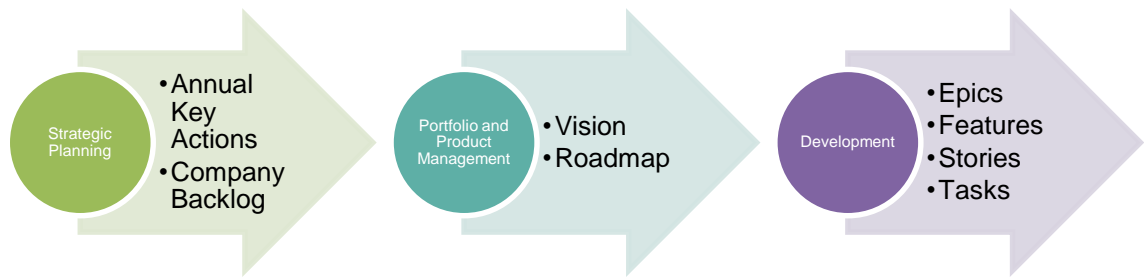 Strategic
Planning
•Annual
Key
Actions
•Company
Backlog
Portfolio and
Product
Management
•Vision
•Roadmap
Development
•Epics
•Features
•Stories
•Tasks